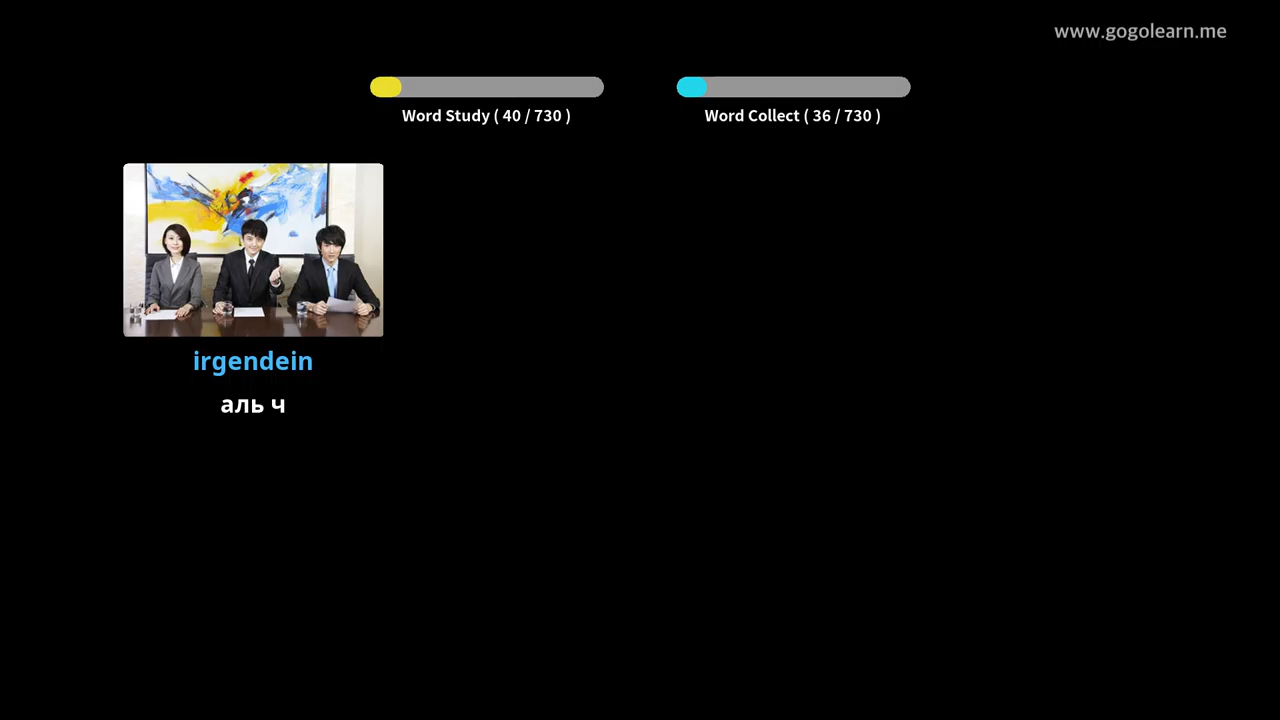 www.gogolearn.me
Word Study ( 40 / 730 )
Word Collect ( 36 / 730 )
irgendein
аль ч